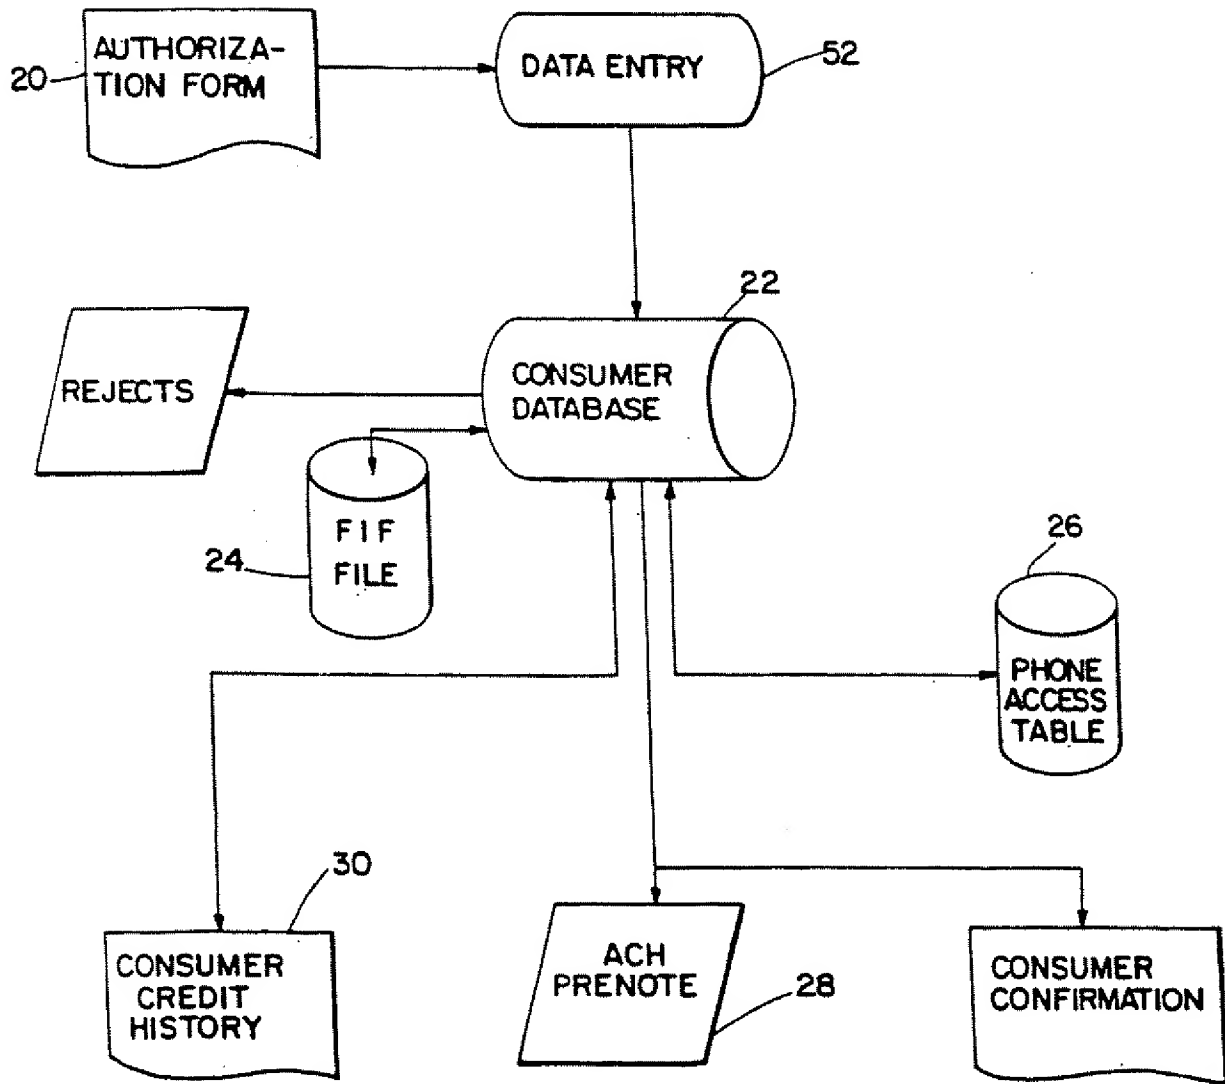 AUTHORIZA-
TION FORM
20
DATA ENTRY
52
22
CONSUMER
DATABASE
REJECTS
FIF
FILE
24
26
PHONE
ACCESS
TABLE
30
CONSUMER
CREDIT
HISTORY
ACH
PRENOTE
28
CONSUMER
CONFIRMATION